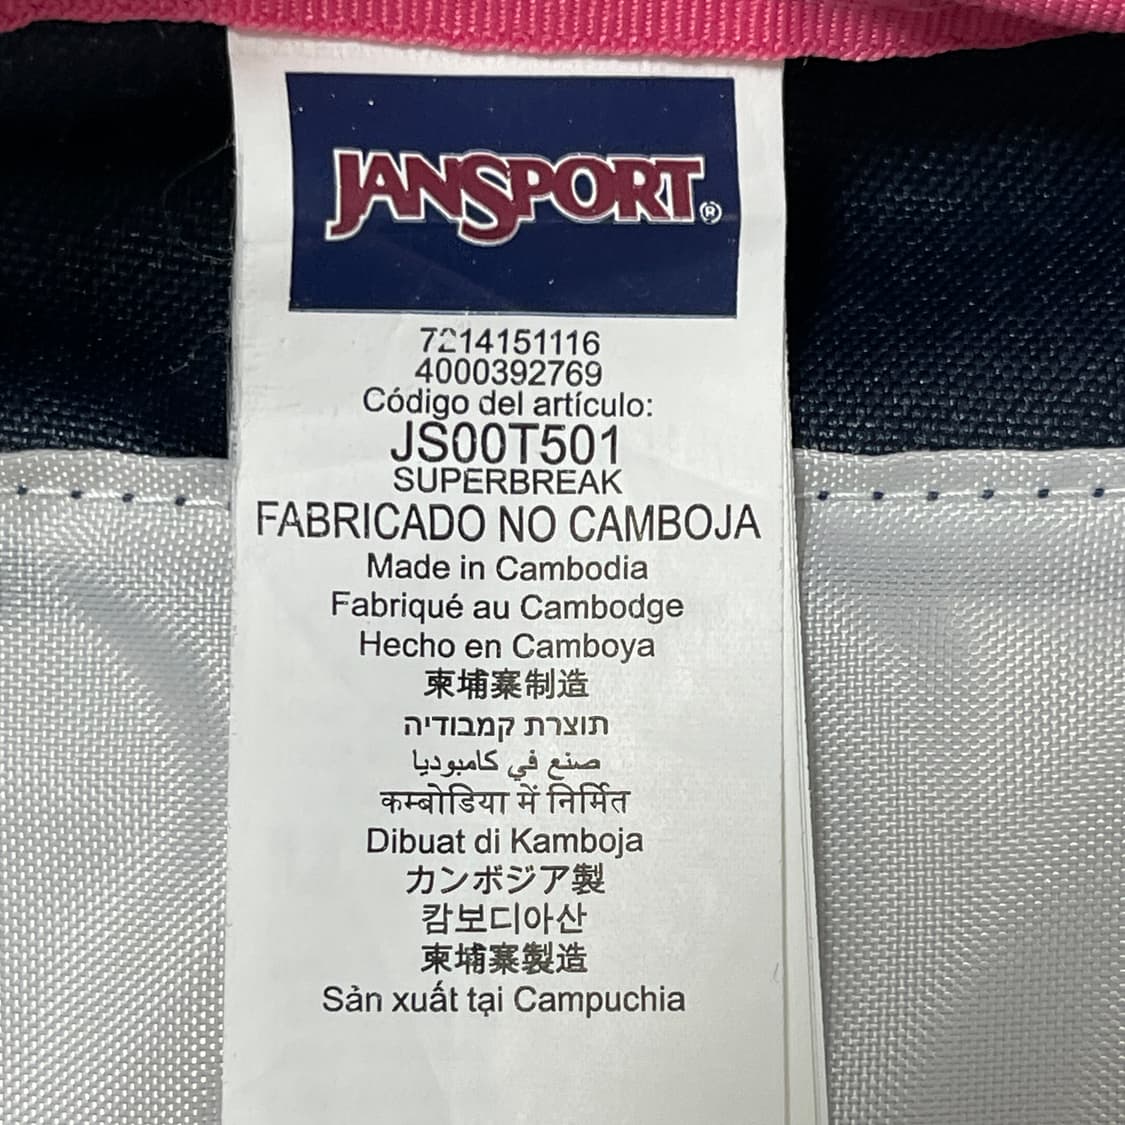 JANSPORT®
7214151116
4000392769
Código del artículo:
JS00T501
SUPERBREAK
FABRICADO NO CAMBOJA
Made in Cambodia
Fabriqué au Cambodge
Hecho en Camboya
柬埔寨制造
תוצרת קמבודיה
صنع في كامبوديا
कम्बोडिया में निर्मित
Dibuat di Kamboja
カンボジア製
캄보디아산
柬埔寨製造
Sản xuất tại Campuchia